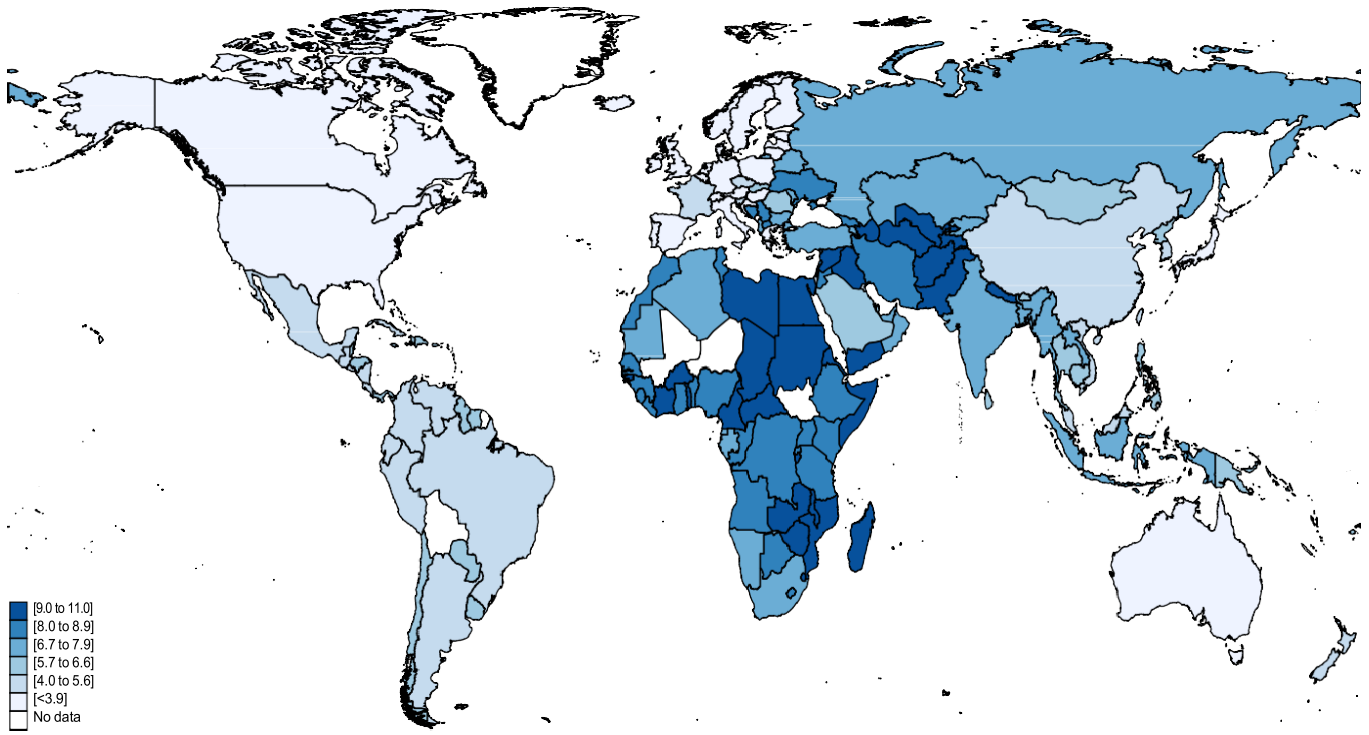 [9.0 to 11.0]
[8.0 to 8.9]
[6.7 to 7.9]
[5.7 to 6.6]
[4.0 to 5.6]
[<3.9]
No data